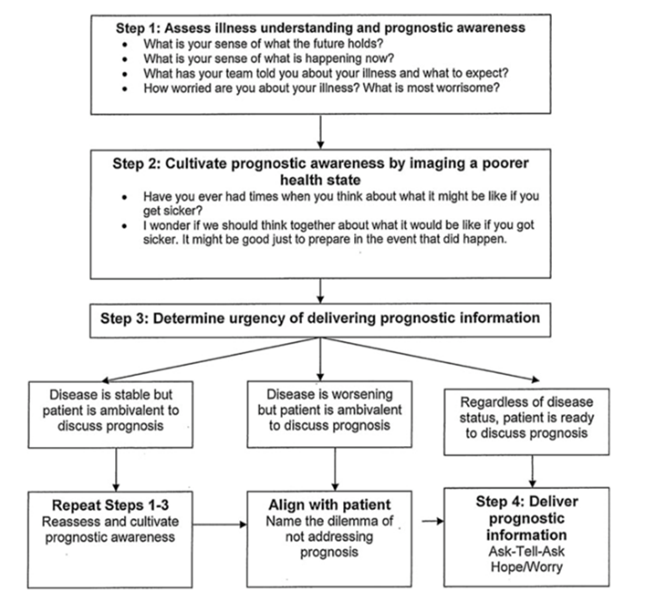 Step 1: Assess illness understanding and prognostic awareness
• What is your sense of what the future holds?
• What is your sense of what is happening now?
• What has your team told you about your illness and what to expect?
• How worried are you about your illness? What is most worrisome?
Step 2: Cultivate prognostic awareness by imaging a poorer
health state
• Have you ever had times when you think about what it might be like if you
get sicker?
• I wonder if we should think together about what it would be like if you got
sicker. It might be good just to prepare in the event that did happen.
Step 3: Determine urgency of delivering prognostic information
Disease is stable but
patient is ambivalent to
discuss prognosis
Disease is worsening
but patient is ambivalent
to discuss prognosis
Regardless of disease
status, patient is ready
to discuss prognosis
Repeat Steps 1-3
Reassess and cultivate
prognostic awareness
Align with patient
Name the dilemma of
not addressing
prognosis
Step 4: Deliver
prognostic
information
Ask-Tell-Ask
Hope/Worry